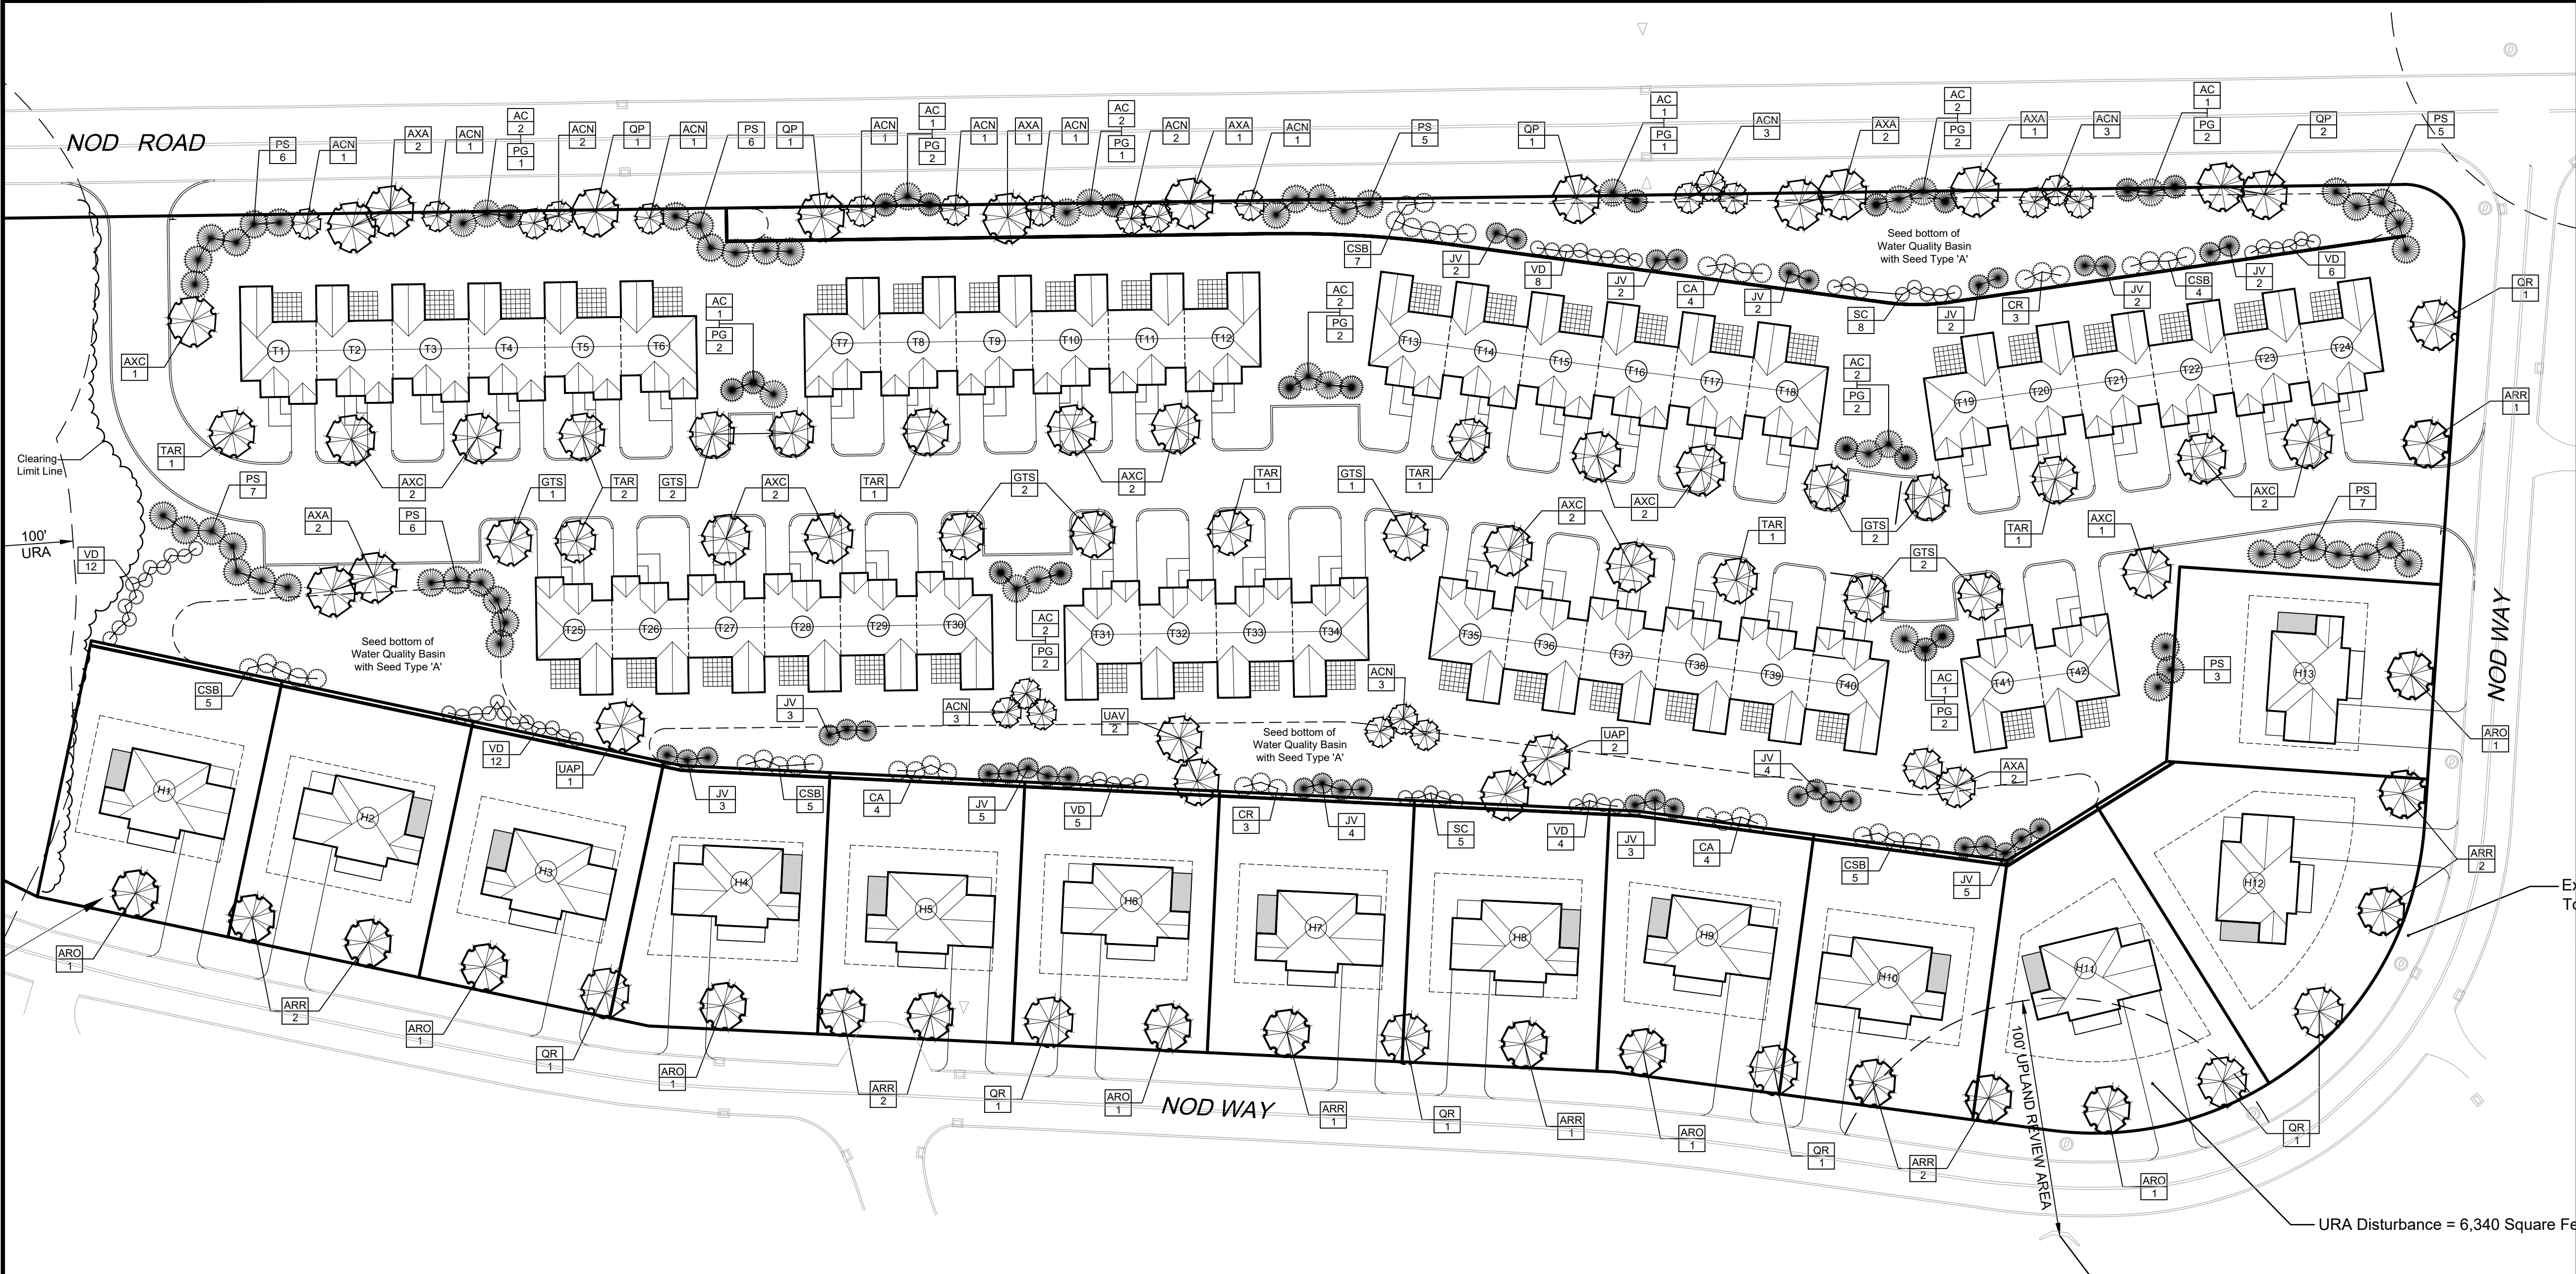 NOD ROAD
PS
6
ACN
1
AXA
2
ACN
1
AC
2
PG
1
ACN
2
QP
1
ACN
1
PS
6
QP
1
ACN
1
AC
1
PG
2
ACN
1
AXA
1
ACN
1
AC
2
PG
1
ACN
2
AXA
1
ACN
1
PS
5
QP
1
AC
1
PG
1
ACN
3
AXA
2
AC
2
PG
2
AXA
1
ACN
3
AC
1
PG
2
QP
2
PS
5
Seed bottom of
Water Quality Basin
with Seed Type 'A'
CSB
7
JV
2
VD
8
JV
2
CA
4
JV
2
SC
8
JV
2
CR
3
JV
2
CSB
4
JV
2
VD
6
QR
1
AXC
1
AC
1
PG
2
AC
2
PG
2
AC
2
PG
2
T1
T2
T3
T4
T5
T6
T7
T8
T9
T10
T11
T12
T13
T14
T15
T16
T17
T18
T19
T20
T21
T22
T23
T24
ARR
1
Clearing
Limit Line
TAR
1
PS
7
AXC
2
GTS
1
TAR
2
GTS
2
AXC
2
TAR
1
GTS
2
AXC
2
TAR
1
GTS
1
TAR
1
AXC
2
AXC
2
TAR
1
GTS
2
GTS
2
TAR
1
AXC
1
AXC
2
PS
7
100'
URA
VD
12
AXA
2
PS
6
Seed bottom of
Water Quality Basin
with Seed Type 'A'
T25
T26
T27
T28
T29
T30
AC
2
PG
2
T31
T32
T33
T34
T35
T36
T37
T38
T39
T40
AC
1
PG
2
T41
T42
PS
3
H13
NOD WAY
ARO
1
CSB
5
VD
12
UAP
1
JV
3
ACN
3
UAV
2
Seed bottom of
Water Quality Basin
with Seed Type 'A'
ACN
3
UAP
2
JV
4
AXA
2
JV
3
CSB
5
CA
4
JV
5
VD
5
CR
3
JV
4
SC
5
VD
4
JV
3
CA
4
CSB
5
JV
5
ARR
2
H1
H2
H3
H4
H5
H6
H7
H8
H9
H10
H11
H12
ARO
1
ARR
2
ARO
1
QR
1
ARO
1
ARR
2
QR
1
ARO
1
NOD WAY
ARR
1
QR
1
ARR
1
ARO
1
QR
1
ARR
2
100' UPLAND REVIEW AREA
ARO
1
QR
1
URA Disturbance = 6,340 Square Fe